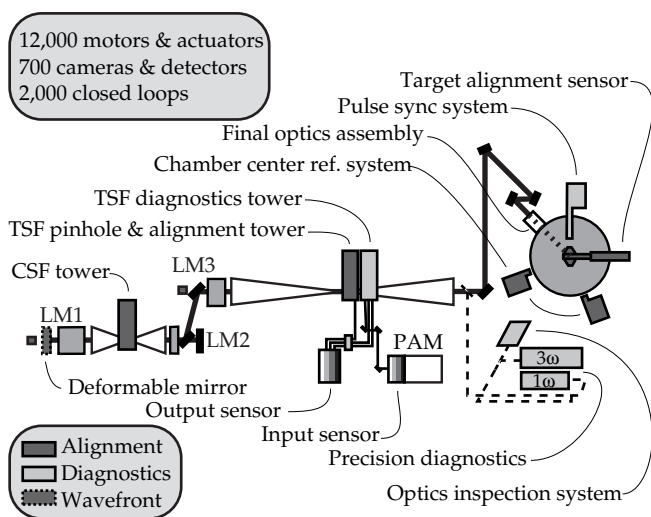 12,000 motors & actuators
700 cameras & detectors
2,000 closed loops
Target alignment sensor
Pulse sync system
Final optics assembly
Chamber center ref. system
TSF diagnostics tower
TSF pinhole & alignment tower
CSF tower
LM3
LM1
LM2
PAM
3ω
1ω
Deformable mirror
Output sensor
Input sensor
Precision diagnostics
Optics inspection system
Alignment
Diagnostics
Wavefront